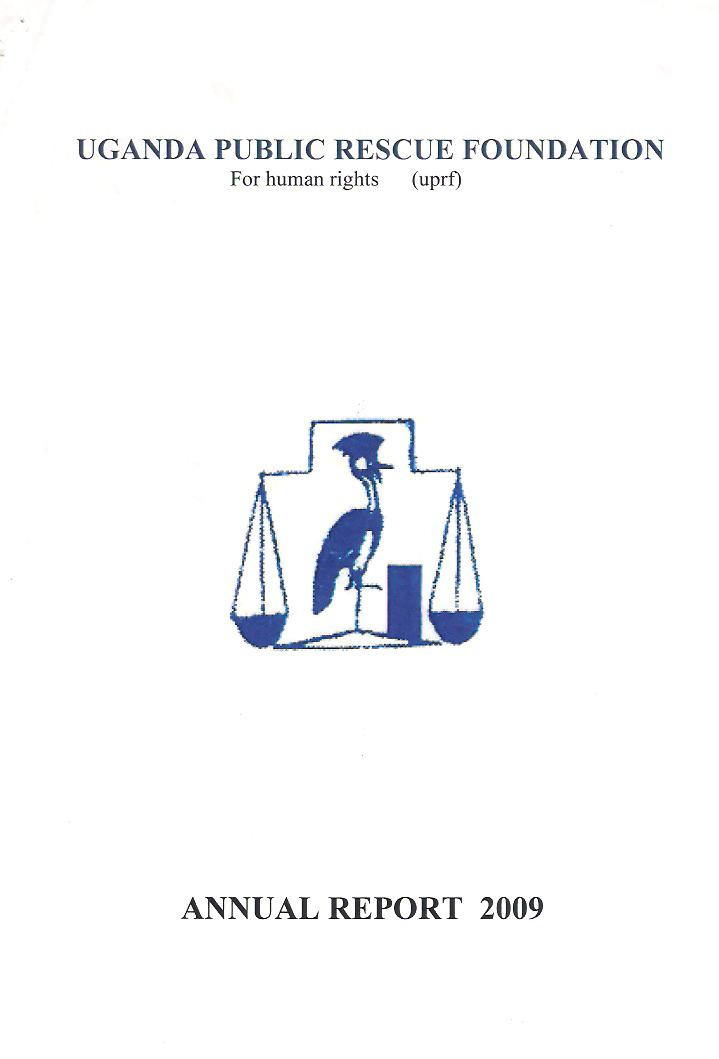 UGANDA PUBLIC RESCUE FOUNDATION
For human rights (uprf)
ANNUAL REPORT 2009